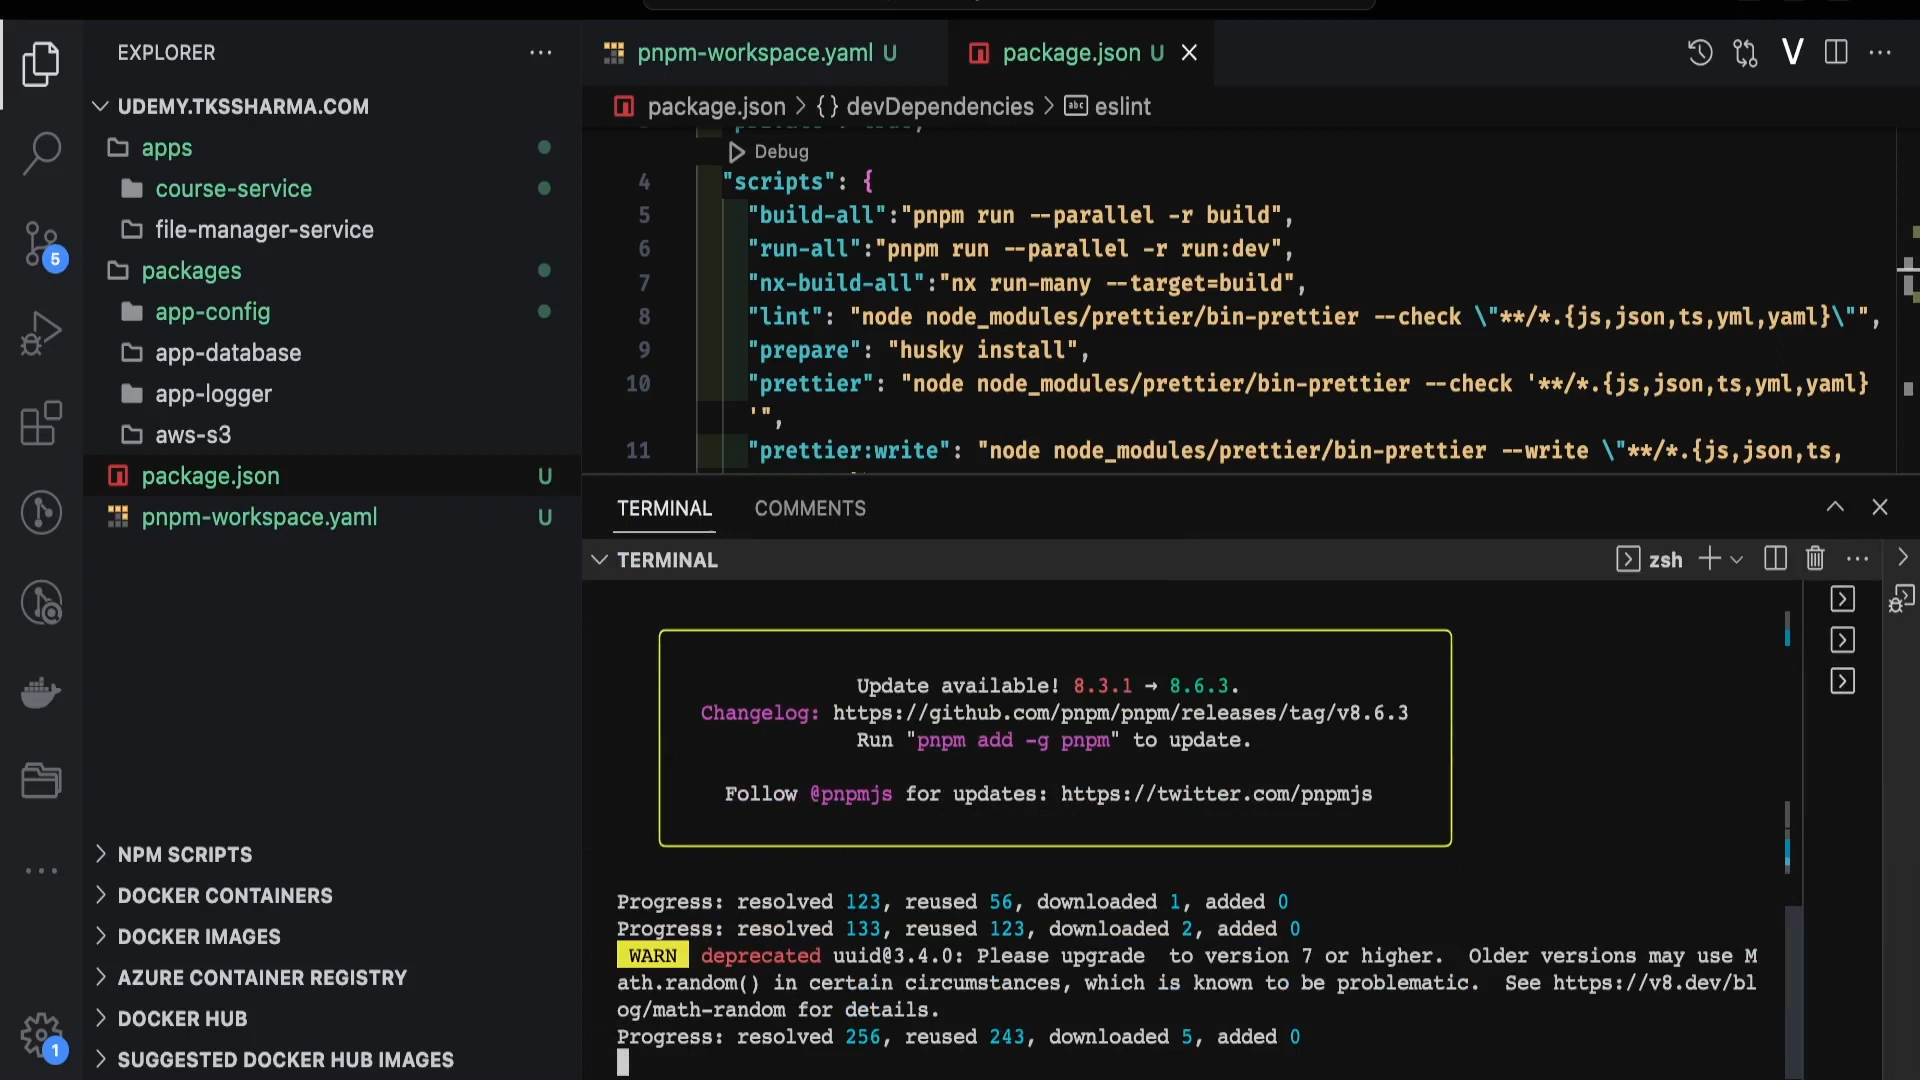 EXPLORER
UDEMY.TKSSHARMA.COM
apps
course-service
file-manager-service
packages
app-config
app-database
app-logger
aws-s3
package.json U
pnpm-workspace.yaml U
5
NPM SCRIPTS
DOCKER CONTAINERS
DOCKER IMAGES
AZURE CONTAINER REGISTRY
DOCKER HUB
SUGGESTED DOCKER HUB IMAGES
1
pnpm-workspace.yaml U
package.json U
package.json > {} devDependencies > abc eslint
Debug
4 "scripts": {
5 "build-all":"pnpm run --parallel -r build",
6 "run-all":"pnpm run --parallel -r run:dev",
7 "nx-build-all":"nx run-many --target=build",
8 "lint": "node node_modules/prettier/bin-prettier --check \"**/*.{js,json,ts,yml,yaml}\"",
9 "prepare": "husky install",
10 "prettier": "node node_modules/prettier/bin-prettier --check '**/*.{js,json,ts,yml,yaml}
'",
11 "prettier:write": "node node_modules/prettier/bin-prettier --write \"**/*.{js,json,ts,
TERMINAL COMMENTS
TERMINAL
zsh
Update available! 8.3.1 → 8.6.3.
Changelog: https://github.com/pnpm/pnpm/releases/tag/v8.6.3
Run "pnpm add -g pnpm" to update.
Follow @pnpmjs for updates: https://twitter.com/pnpmjs
Progress: resolved 123, reused 56, downloaded 1, added 0
Progress: resolved 133, reused 123, downloaded 2, added 0
WARN deprecated uuid@3.4.0: Please upgrade  to version 7 or higher.  Older versions may use M
ath.random() in certain circumstances, which is known to be problematic.  See https://v8.dev/bl
og/math-random for details.
Progress: resolved 256, reused 243, downloaded 5, added 0